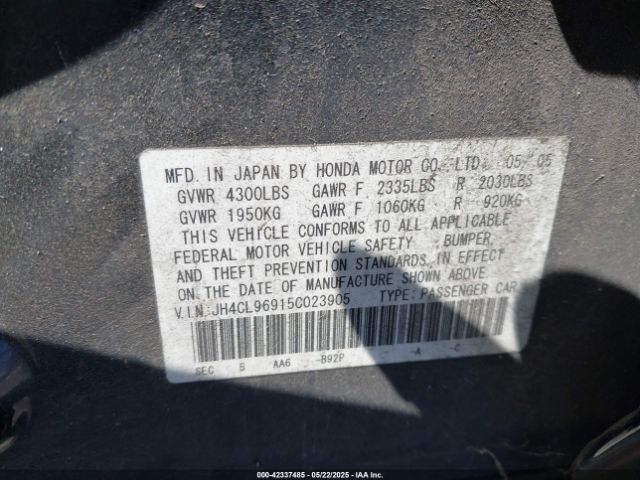 MFD. IN JAPAN BY HONDA MOTOR CO. LTD. 05/05
GVWR 4300LBS GAWR F 2335LBS R 2030LBS
GVWR 1950KG GAWR F 1060KG R 920KG
THIS VEHICLE CONFORMS TO ALL APPLICABLE
FEDERAL MOTOR VEHICLE SAFETY, BUMPER,
AND THEFT PREVENTION STANDARDS IN EFFECT
ON THE DATE OF MANUFACTURE SHOWN ABOVE.
V.I.N: JH4CL96915C023905 TYPE: PASSENGER CAR
SEC 5 AA6 -B92P - -A -C
000-42337485 - 05/22/2025 - IAAI.COM